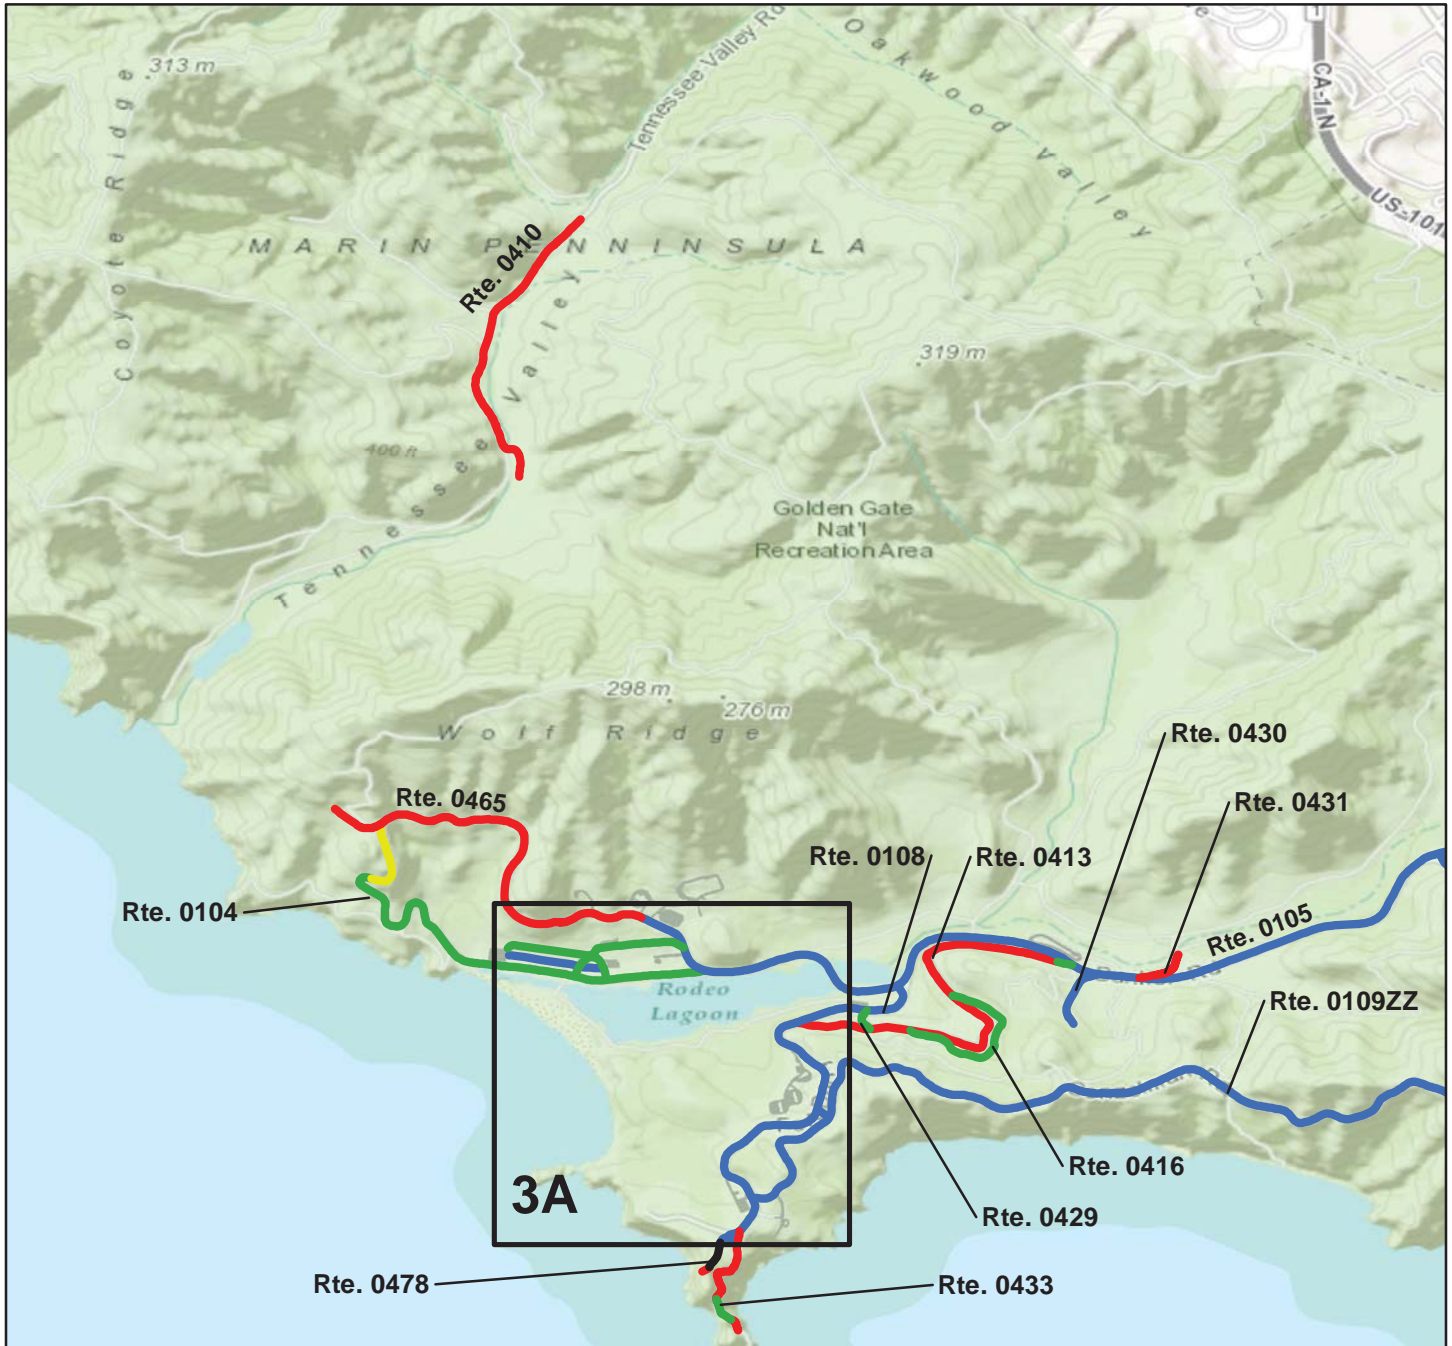 313 m
Coyote Ridge
Tennessee Valley Rd
Oakwood Valley
CA-1 N
US-101
MARIN PENNINSULA
Rte. 0410
Tennessee Valley
319 m
400 ft
Golden Gate
Nat'l
Recreation Area
298 m
276 m
Wolf Ridge
Rte. 0430
Rte. 0465
Rte. 0431
Rte. 0108
Rte. 0413
Rte. 0104
Rte. 0105
Rodeo
Lagoon
Rte. 0109ZZ
Rte. 0416
3A
Rte. 0429
Rte. 0478
Rte. 0433